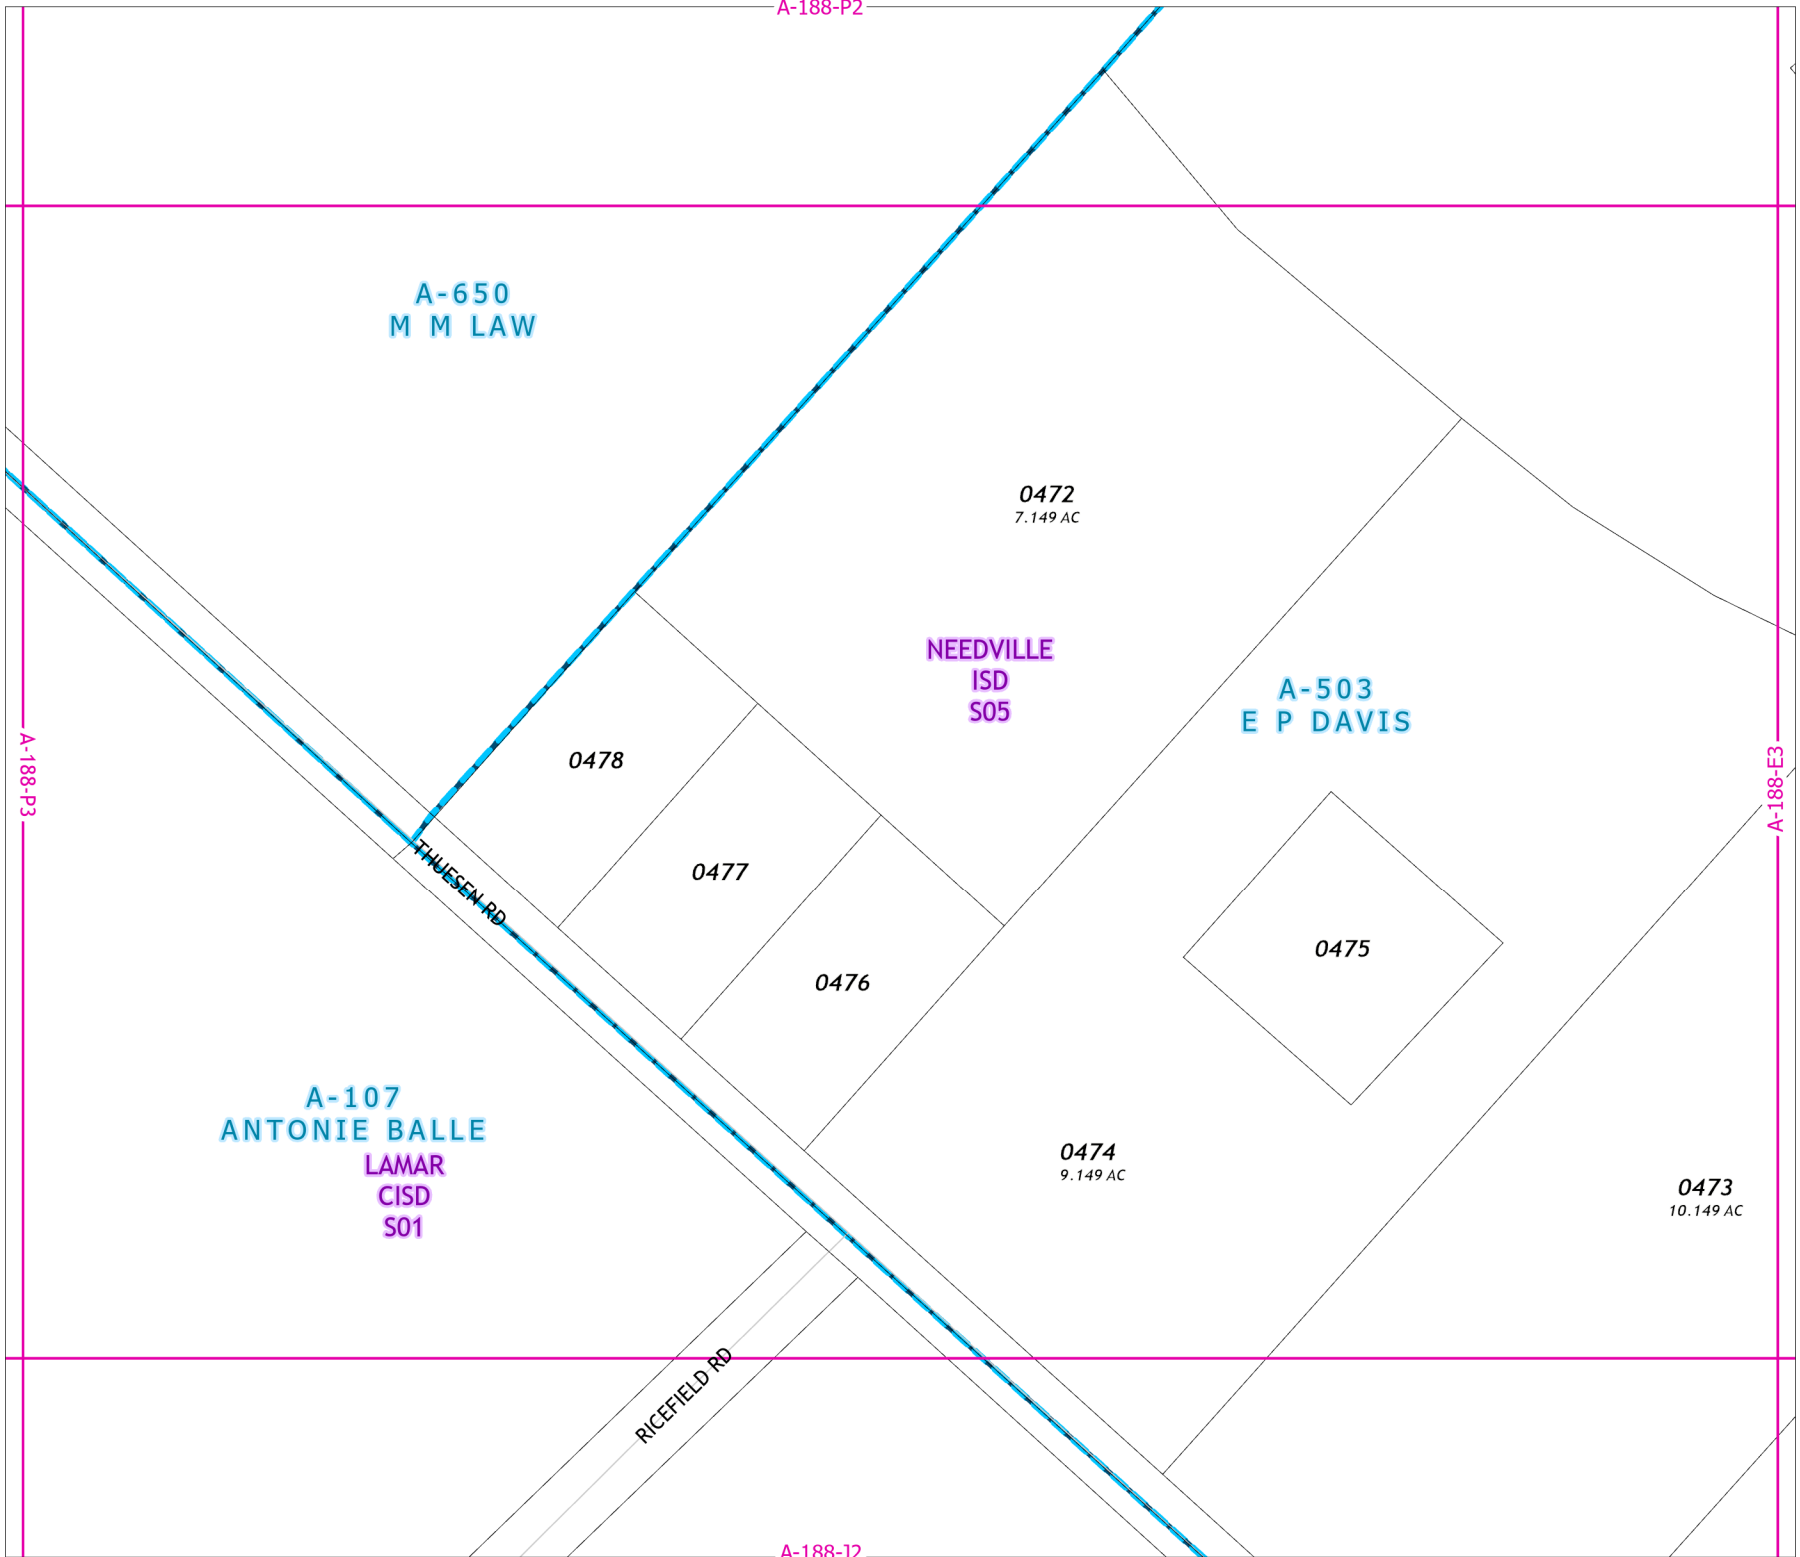 A-188-P2
A-650
M M LAW
0472
7.149 AC
NEEDVILLE
ISD
S05
A-503
E P DAVIS
A-188-P3
0478
A-188-E3
THUESEN RD
0477
0475
0476
A-107
ANTONIE BALLE
LAMAR
CISD
S01
0474
9.149 AC
0473
10.149 AC
RICEFIELD RD
A-188-J2